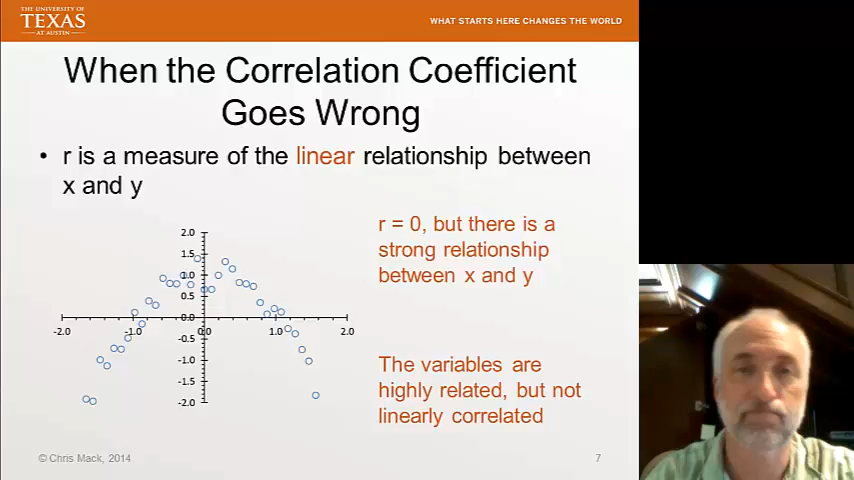 THE UNIVERSITY OF
TEXAS
AT AUSTIN
WHAT STARTS HERE CHANGES THE WORLD
When the Correlation Coefficient
Goes Wrong
• r is a measure of the linear relationship between
x and y
r = 0, but there is a
strong relationship
between x and y
2.0
1.5
1.0
0.5
0.0
-0.5
-1.0
-1.5
-2.0
-2.0 -1.0 0.0 1.0 2.0
The variables are
highly related, but not
linearly correlated
© Chris Mack, 2014
7